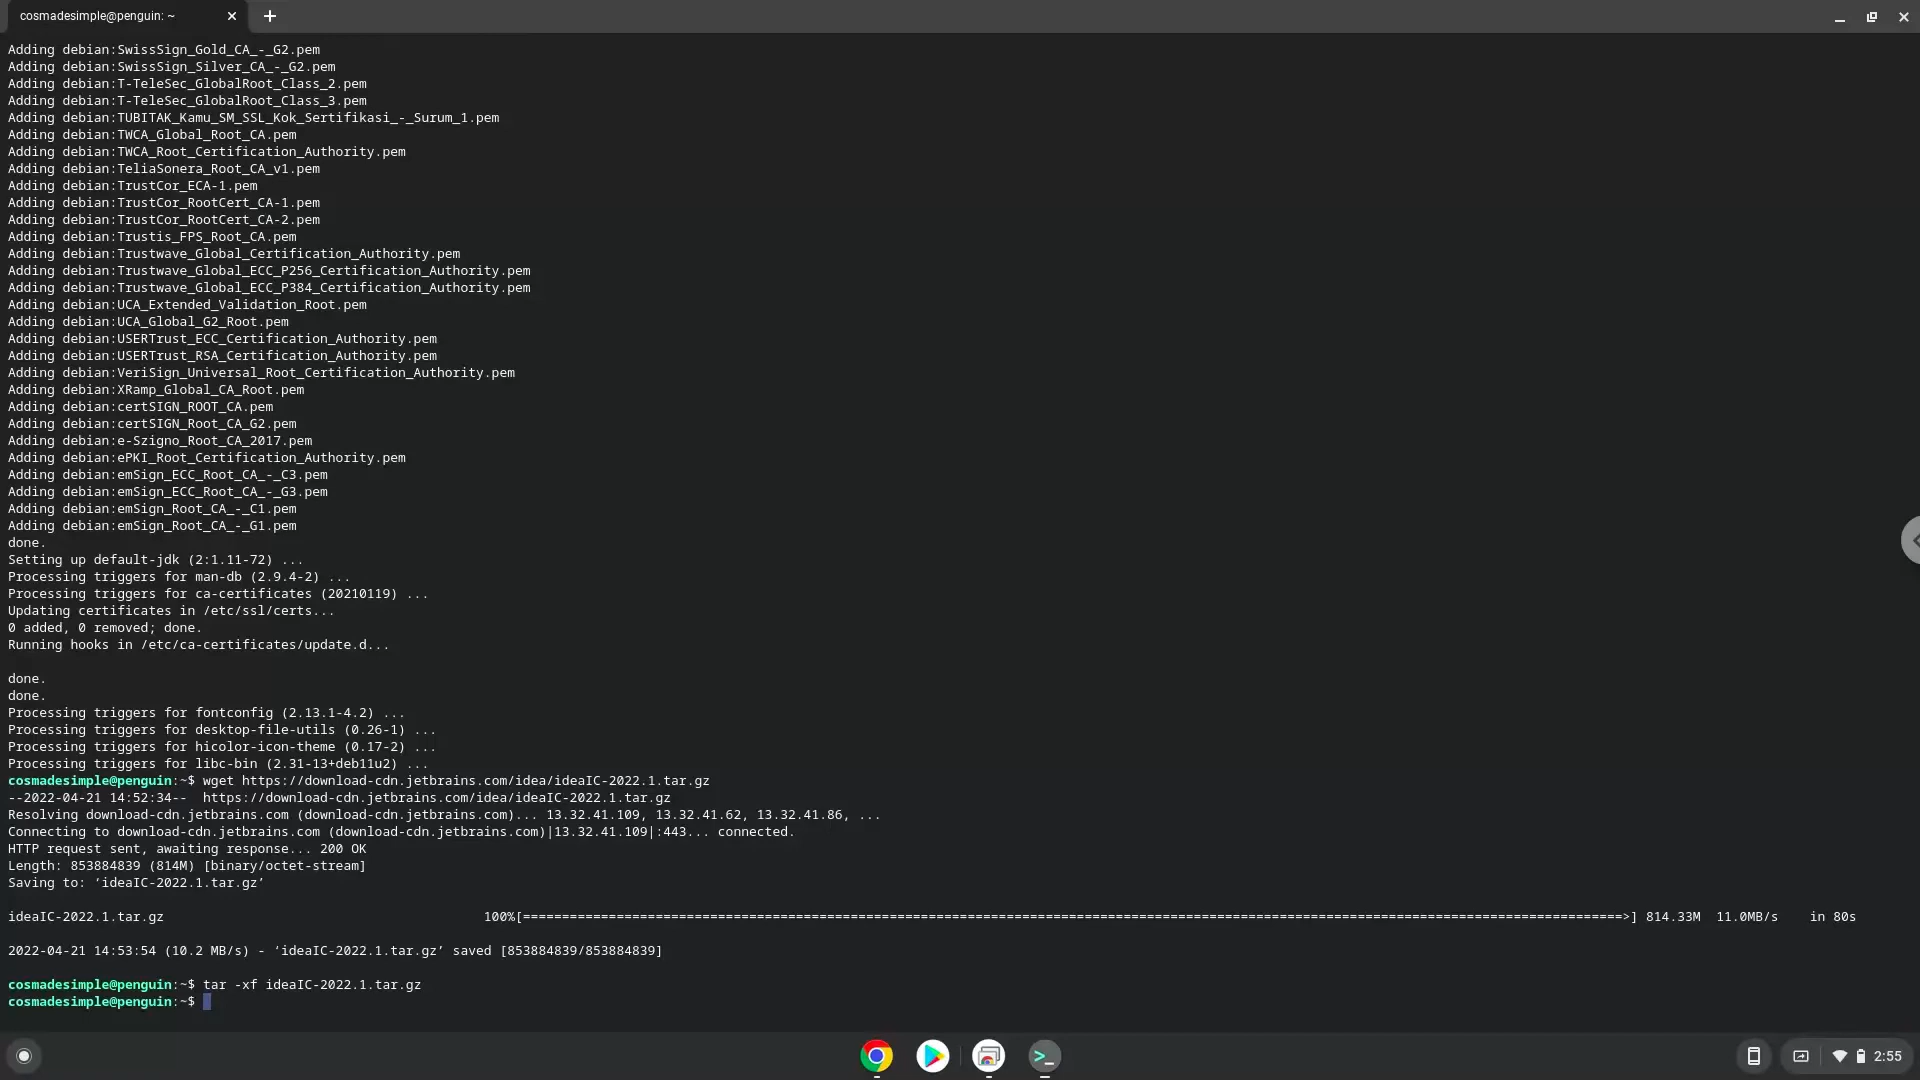 cosmadesimple@penguin: ~
Adding debian:SwissSign_Gold_CA_-_G2.pem
Adding debian:SwissSign_Silver_CA_-_G2.pem
Adding debian:T-TeleSec_GlobalRoot_Class_2.pem
Adding debian:T-TeleSec_GlobalRoot_Class_3.pem
Adding debian:TUBITAK_Kamu_SM_SSL_Kok_Sertifikasi_-_Surum_1.pem
Adding debian:TWCA_Global_Root_CA.pem
Adding debian:TWCA_Root_Certification_Authority.pem
Adding debian:TeliaSonera_Root_CA_v1.pem
Adding debian:TrustCor_ECA-1.pem
Adding debian:TrustCor_RootCert_CA-1.pem
Adding debian:TrustCor_RootCert_CA-2.pem
Adding debian:Trustis_FPS_Root_CA.pem
Adding debian:Trustwave_Global_Certification_Authority.pem
Adding debian:Trustwave_Global_ECC_P256_Certification_Authority.pem
Adding debian:Trustwave_Global_ECC_P384_Certification_Authority.pem
Adding debian:UCA_Extended_Validation_Root.pem
Adding debian:UCA_Global_G2_Root.pem
Adding debian:USERTrust_ECC_Certification_Authority.pem
Adding debian:USERTrust_RSA_Certification_Authority.pem
Adding debian:VeriSign_Universal_Root_Certification_Authority.pem
Adding debian:XRamp_Global_CA_Root.pem
Adding debian:certSIGN_ROOT_CA.pem
Adding debian:certSIGN_Root_CA_G2.pem
Adding debian:e-Szigno_Root_CA_2017.pem
Adding debian:ePKI_Root_Certification_Authority.pem
Adding debian:emSign_ECC_Root_CA_-_C3.pem
Adding debian:emSign_ECC_Root_CA_-_G3.pem
Adding debian:emSign_Root_CA_-_C1.pem
Adding debian:emSign_Root_CA_-_G1.pem
done.
Setting up default-jdk (2:1.11-72) ...
Processing triggers for man-db (2.9.4-2) ...
Processing triggers for ca-certificates (20210119) ...
Updating certificates in /etc/ssl/certs...
0 added, 0 removed; done.
Running hooks in /etc/ca-certificates/update.d...
done.
done.
Processing triggers for fontconfig (2.13.1-4.2) ...
Processing triggers for desktop-file-utils (0.26-1) ...
Processing triggers for hicolor-icon-theme (0.17-2) ...
Processing triggers for libc-bin (2.31-13+deb11u2) ...
cosmadesimple@penguin:~$ wget https://download-cdn.jetbrains.com/idea/ideaIC-2022.1.tar.gz
--2022-04-21 14:52:34--  https://download-cdn.jetbrains.com/idea/ideaIC-2022.1.tar.gz
Resolving download-cdn.jetbrains.com (download-cdn.jetbrains.com)... 13.32.41.109, 13.32.41.62, 13.32.41.86, ...
Connecting to download-cdn.jetbrains.com (download-cdn.jetbrains.com)|13.32.41.109|:443... connected.
HTTP request sent, awaiting response... 200 OK
Length: 853884839 (814M) [binary/octet-stream]
Saving to: ‘ideaIC-2022.1.tar.gz’
ideaIC-2022.1.tar.gz 100%[=============================================================================================================================================>] 814.33M 11.0MB/s in 80s
2022-04-21 14:53:54 (10.2 MB/s) - ‘ideaIC-2022.1.tar.gz’ saved [853884839/853884839]
cosmadesimple@penguin:~$ tar -xf ideaIC-2022.1.tar.gz
cosmadesimple@penguin:~$
2:55